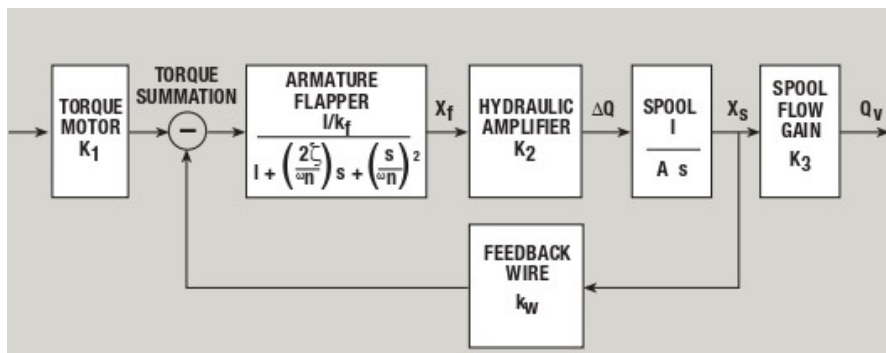 TORQUE
MOTOR
K₁
TORQUE
SUMMATION
−
ARMATURE
FLAPPER
I/kf
I + (2ζ/ωn) s + (s/ωn)²
Xf
HYDRAULIC
AMPLIFIER
K₂
ΔQ
SPOOL
I
A s
Xs
SPOOL
FLOW
GAIN
K₃
Qv
FEEDBACK
WIRE
kw